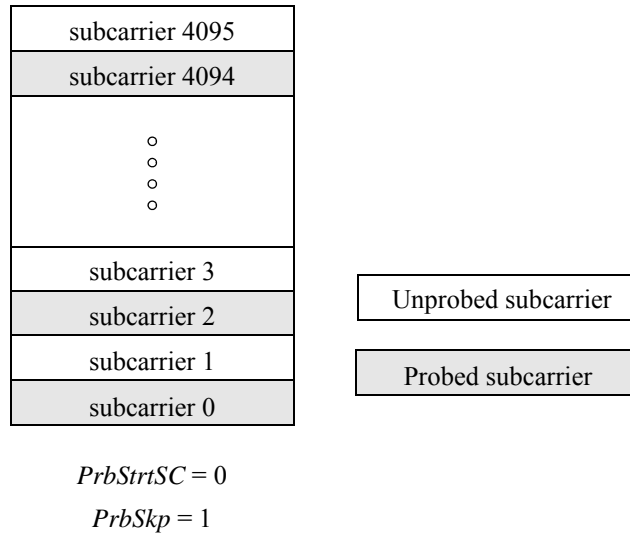 subcarrier 4095
subcarrier 4094
subcarrier 3
subcarrier 2
subcarrier 1
subcarrier 0
Unprobed subcarrier
Probed subcarrier
PrbStrtSC = 0
PrbSkp = 1